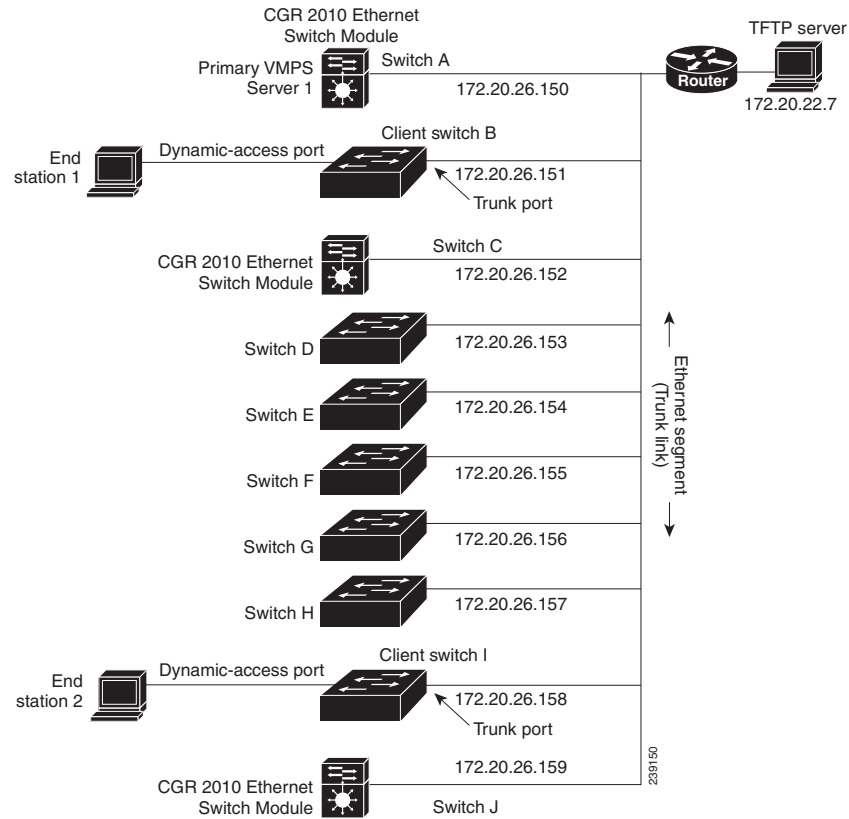 CGR 2010 Ethernet
Switch Module
TFTP server
Primary VMPS
Server 1
Switch A
172.20.26.150
Router
172.20.22.7
End
station 1
Dynamic-access port
Client switch B
172.20.26.151
Trunk port
CGR 2010 Ethernet
Switch Module
Switch C
172.20.26.152
Switch D
172.20.26.153
Switch E
172.20.26.154
Ethernet segment
(Trunk link)
Switch F
172.20.26.155
Switch G
172.20.26.156
Switch H
172.20.26.157
End
station 2
Dynamic-access port
Client switch I
172.20.26.158
Trunk port
CGR 2010 Ethernet
Switch Module
172.20.26.159
Switch J
239150